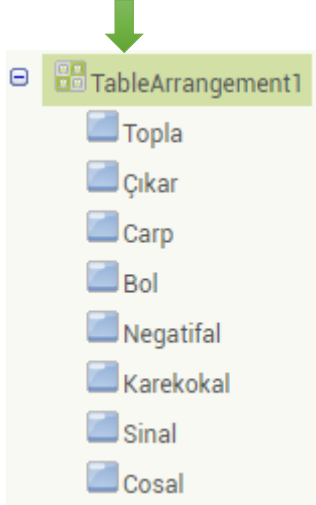 TableArrangement1
Topla
Çıkar
Carp
Bol
Negatifal
Karekokal
Sinal
Cosal